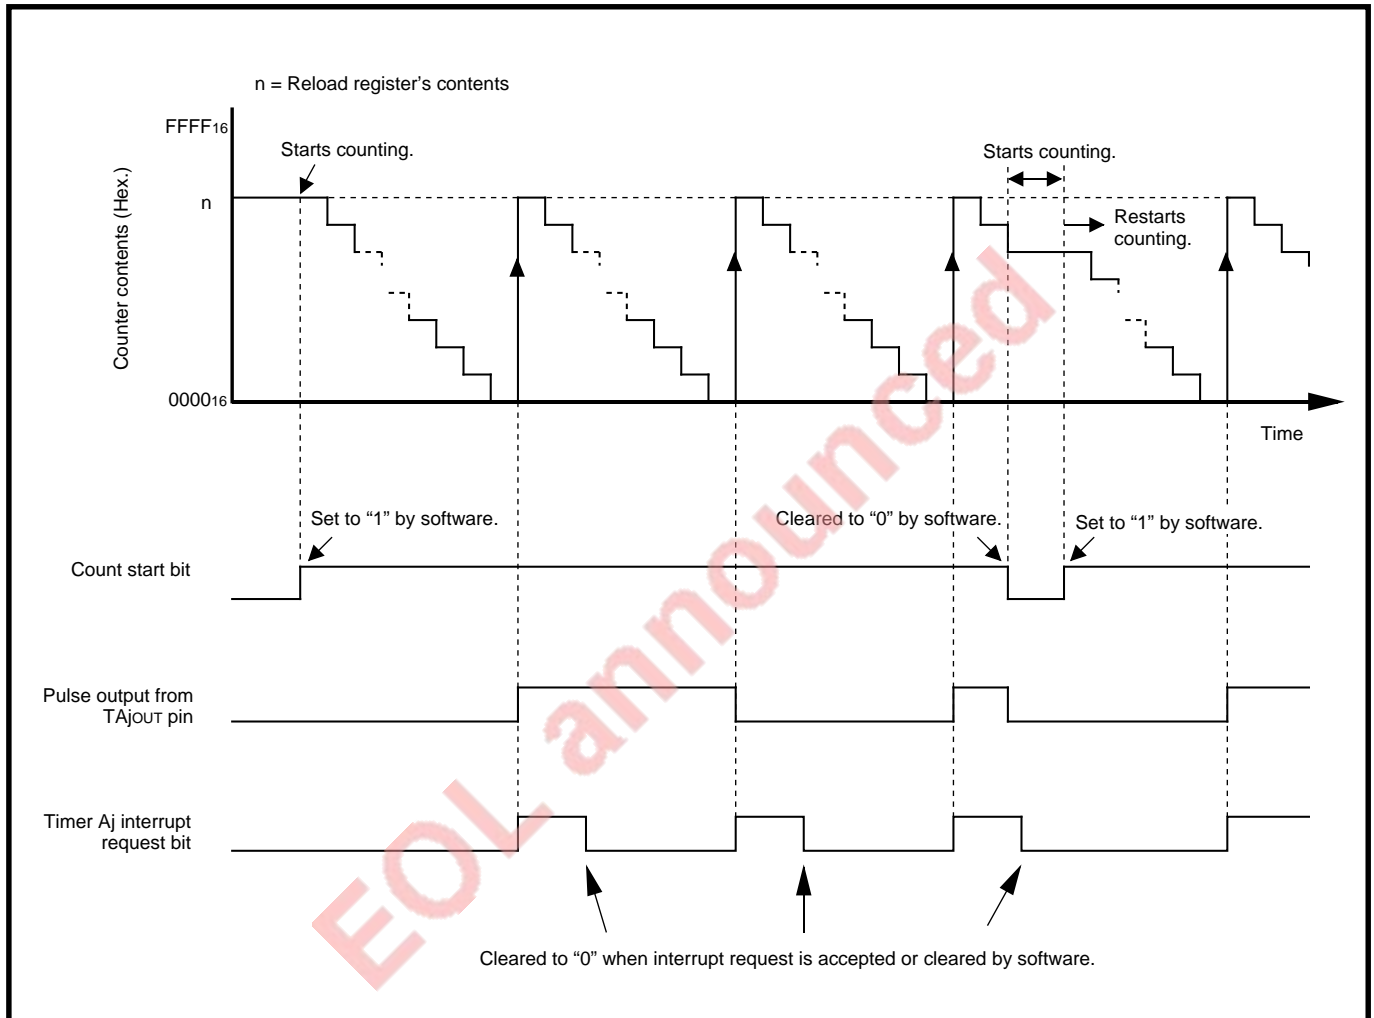 n = Reload register’s contents
FFFF16
Starts counting.
Starts counting.
Counter contents (Hex.)
n
Restarts
counting.
000016
Time
Set to “1” by software.
Cleared to “0” by software.
Set to “1” by software.
Count start bit
Pulse output from
TAjOUT pin
Timer Aj interrupt
request bit
Cleared to “0” when interrupt request is accepted or cleared by software.
EOL announced